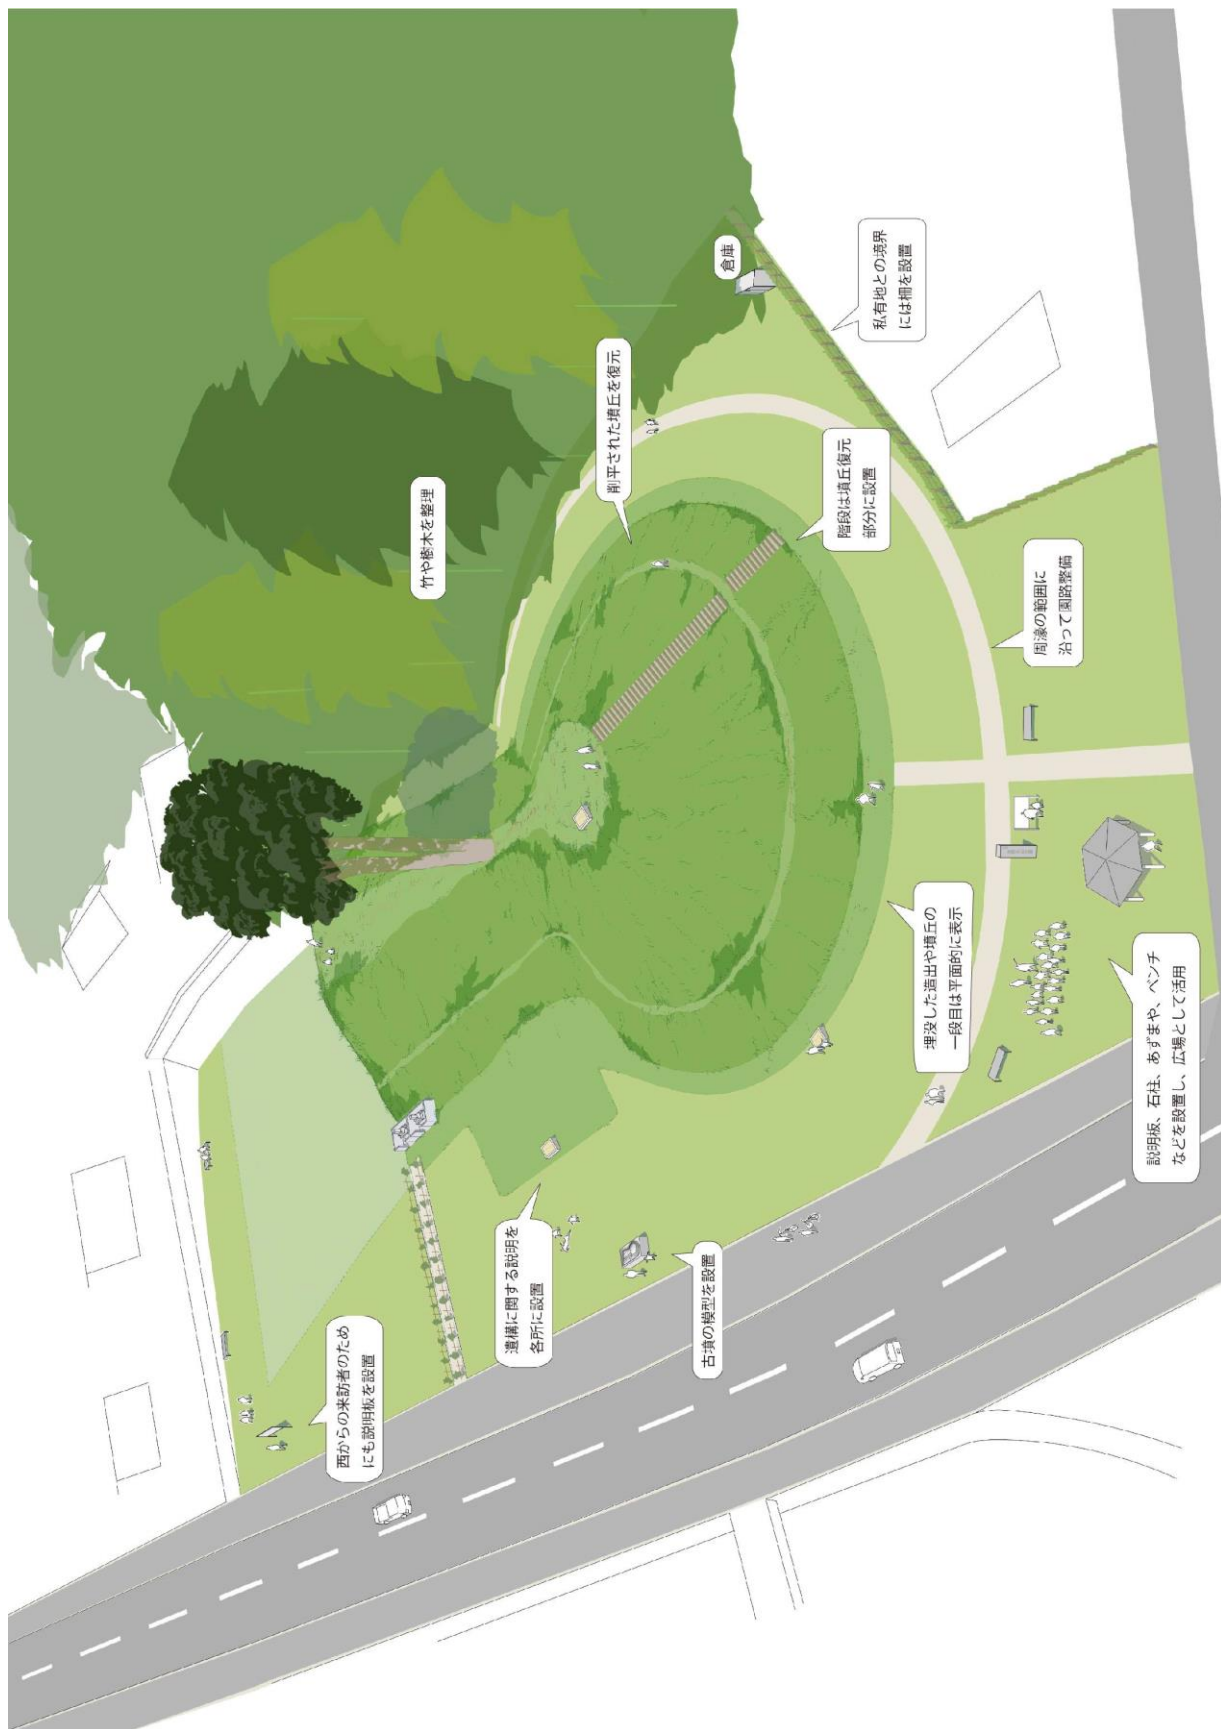 西からの来訪者のため
にも説明板を設置
竹や樹木を整理
遺構に関する説明を
各所に設置
削平された墳丘を復元
古墳の模型を設置
倉庫
階段は墳丘復元
部分に設置
私有地との境界
には柵を設置
埋没した造出や墳丘の
一段目は平面的に表示
周濠の範囲に
沿って園路整備
説明板、石柱、あずまや、ベンチ
などを設置し、広場として活用